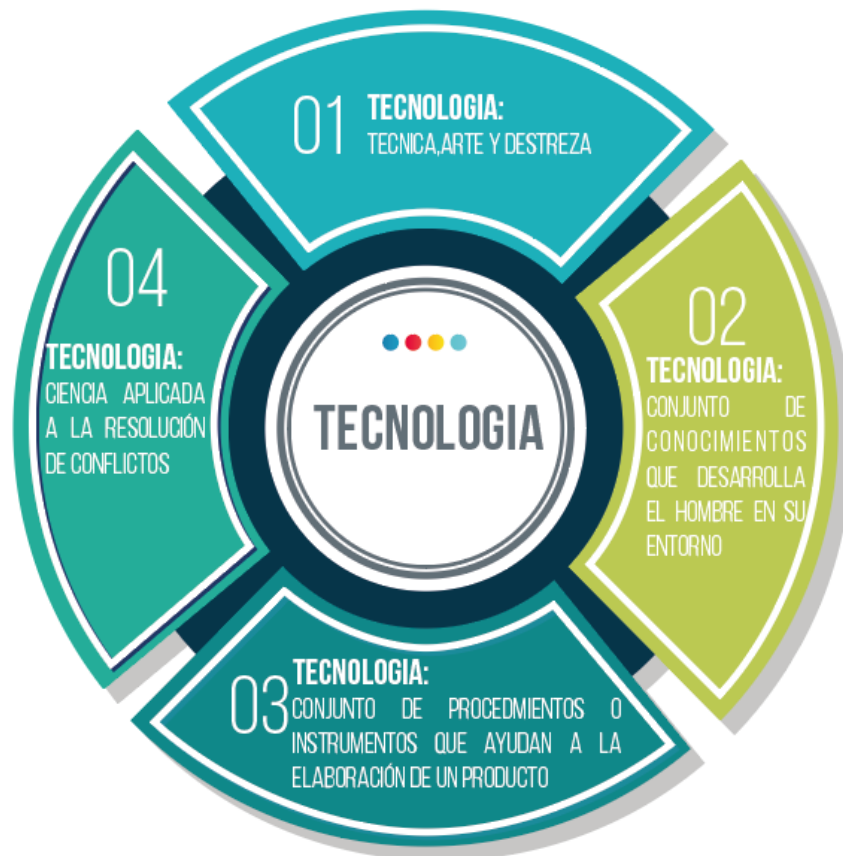 01
TECNOLOGIA:
TECNICA,ARTE Y DESTREZA
02
TECNOLOGIA:
CONJUNTO DE
CONOCIMIENTOS
QUE DESARROLLA
EL HOMBRE EN SU
ENTORNO
03
TECNOLOGIA:
CONJUNTO DE PROCEDMIENTOS O
INSTRUMENTOS QUE AYUDAN A LA
ELABORACIÓN DE UN PRODUCTO
04
TECNOLOGIA:
CIENCIA APLICADA
A LA RESOLUCIÓN
DE CONFLICTOS
TECNOLOGIA